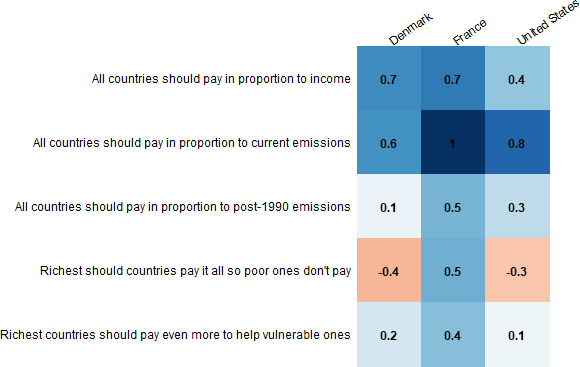 Denmark France United States
All countries should pay in proportion to income 0.7 0.7 0.4
All countries should pay in proportion to current emissions 0.6 1 0.8
All countries should pay in proportion to post-1990 emissions 0.1 0.5 0.3
Richest should countries pay it all so poor ones don't pay -0.4 0.5 -0.3
Richest countries should pay even more to help vulnerable ones 0.2 0.4 0.1